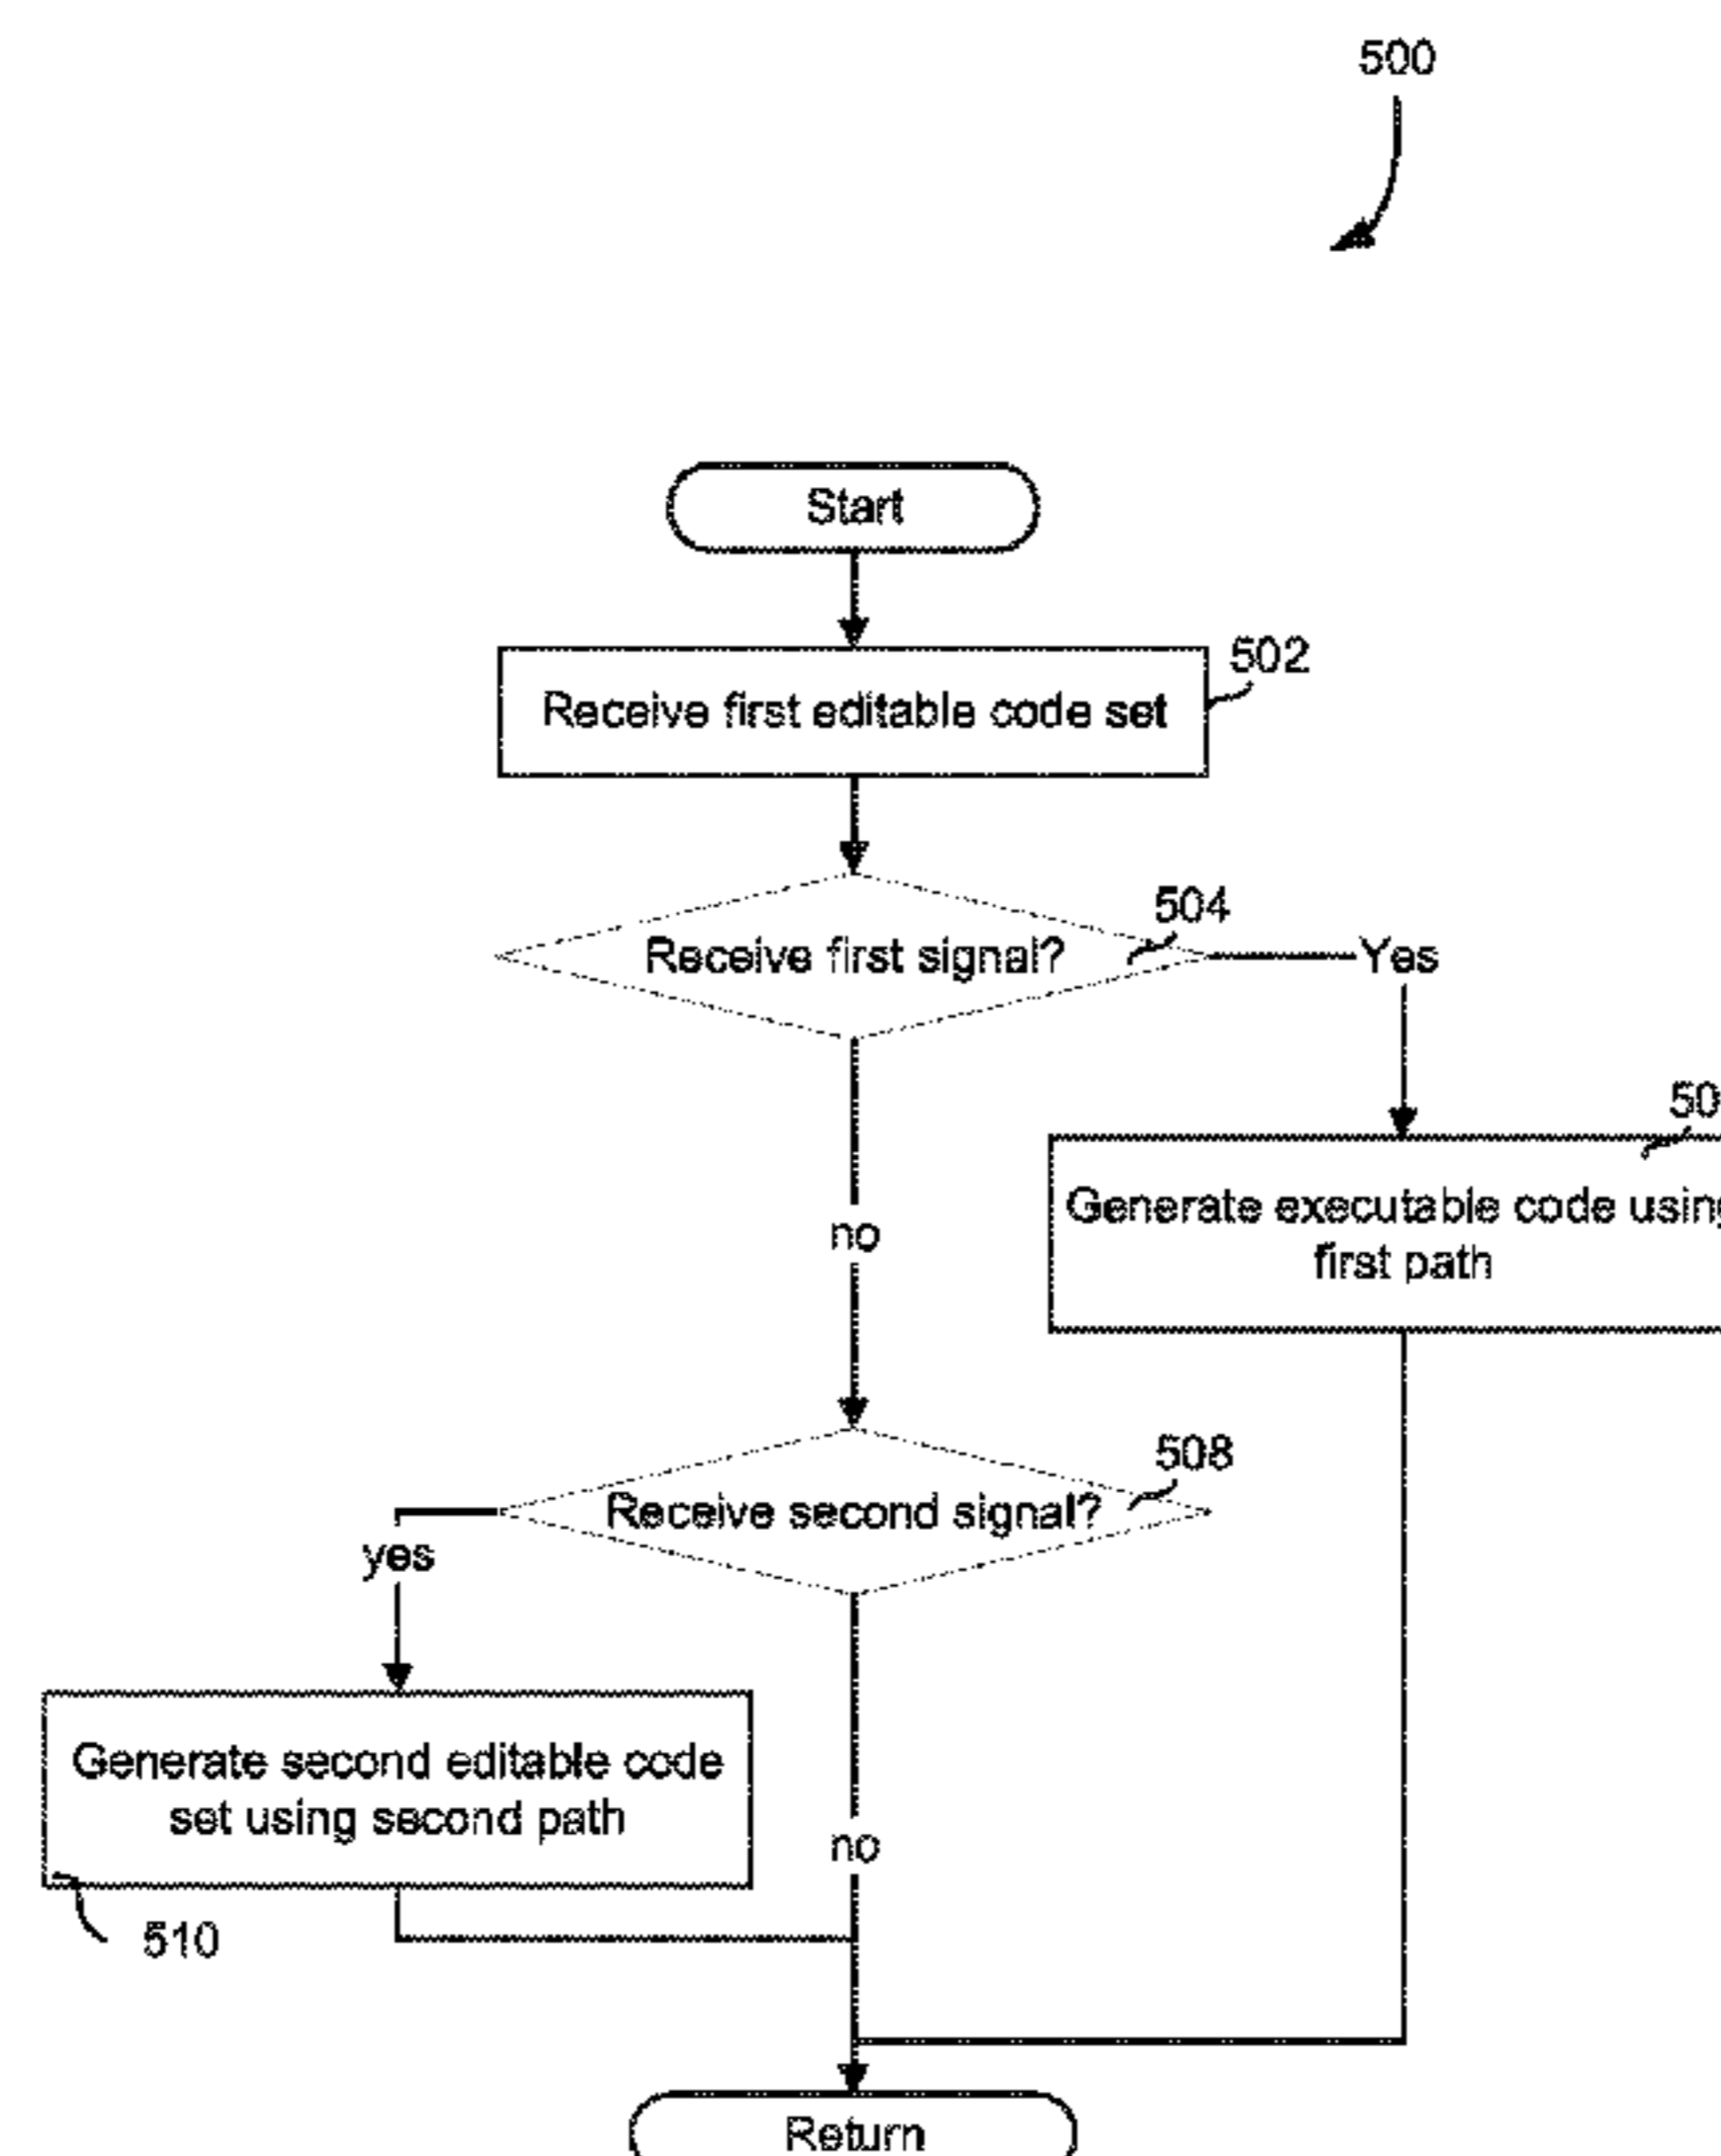 500
Start
502
Receive first editable code set
504
Receive first signal?
Yes
50
Generate executable code using
first path
no
508
Receive second signal?
yes
Generate second editable code
set using second path
no
510
Return